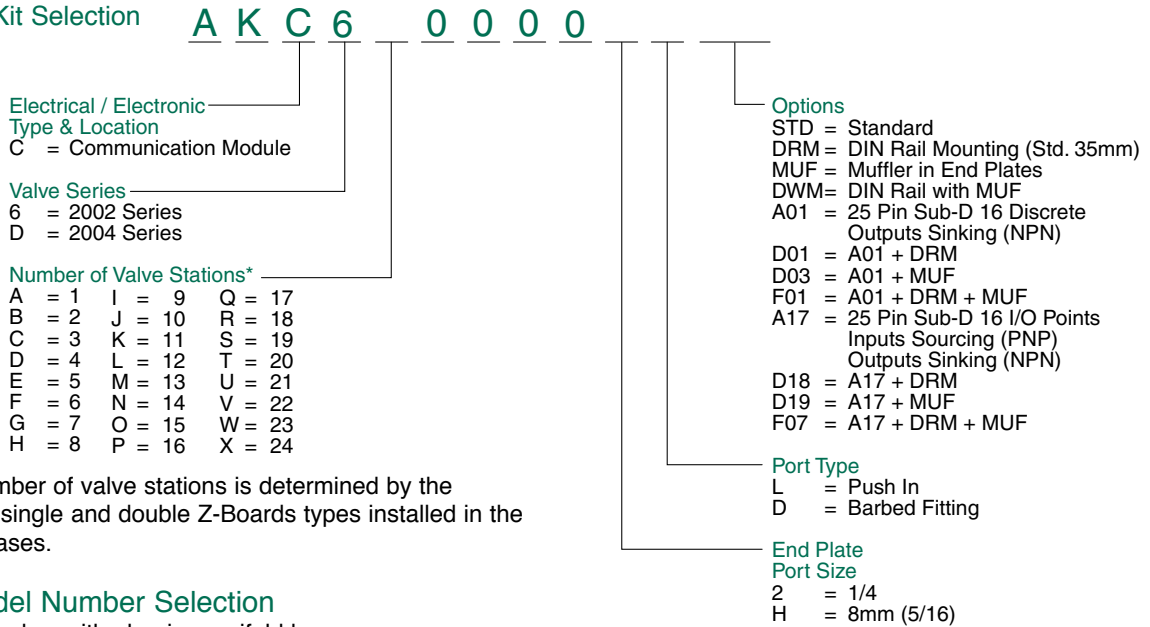 Kit Selection
A K C 6 _ 0 0 0 0 _ _ _
Electrical / Electronic
Type & Location
C = Communication Module
Valve Series
6 = 2002 Series
D = 2004 Series
Number of Valve Stations*
A = 1 I = 9 Q = 17
B = 2 J = 10 R = 18
C = 3 K = 11 S = 19
D = 4 L = 12 T = 20
E = 5 M = 13 U = 21
F = 6 N = 14 V = 22
G = 7 O = 15 W = 23
H = 8 P = 16 X = 24
mber of valve stations is determined by the
single and double Z-Boards types installed in the
ases.
del Number Selection
Options
STD = Standard
DRM = DIN Rail Mounting (Std. 35mm)
MUF = Muffler in End Plates
DWM= DIN Rail with MUF
A01 = 25 Pin Sub-D 16 Discrete
Outputs Sinking (NPN)
D01 = A01 + DRM
D03 = A01 + MUF
F01 = A01 + DRM + MUF
A17 = 25 Pin Sub-D 16 I/O Points
Inputs Sourcing (PNP)
Outputs Sinking (NPN)
D18 = A17 + DRM
D19 = A17 + MUF
F07 = A17 + DRM + MUF
Port Type
L = Push In
D = Barbed Fitting
End Plate
Port Size
2 = 1/4
H = 8mm (5/16)